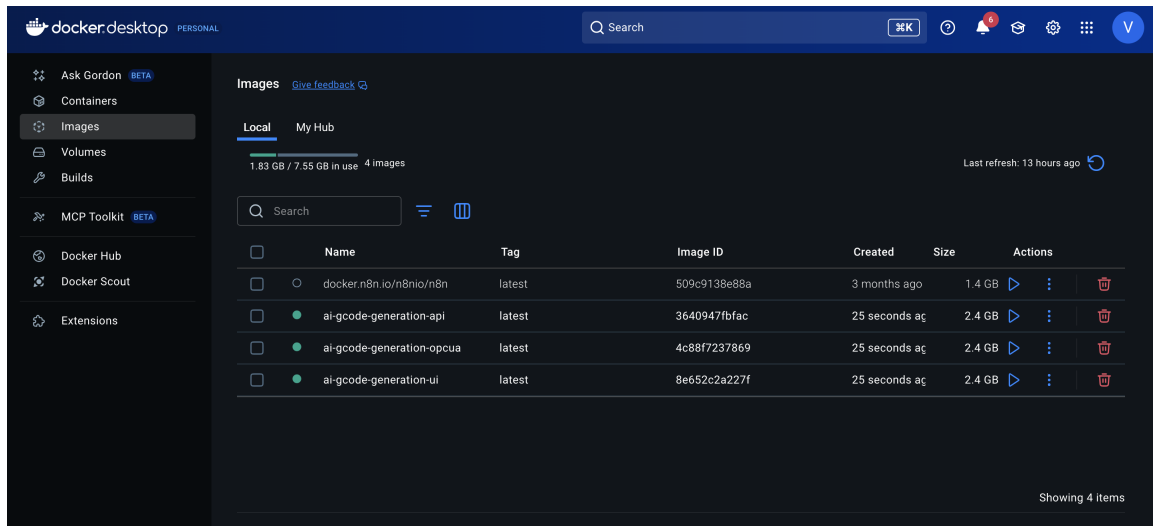 docker.desktop PERSONAL Search ⌘K 6 V
Ask Gordon BETA
Containers
Images
Volumes
Builds
MCP Toolkit BETA
Docker Hub
Docker Scout
Extensions
Images Give feedback
Local My Hub
1.83 GB / 7.55 GB in use 4 images Last refresh: 13 hours ago
Search
Name Tag Image ID Created Size Actions
docker.n8n.io/n8nio/n8n latest 509c9138e88a 3 months ago 1.4 GB
ai-gcode-generation-api latest 3640947fbfac 25 seconds ag 2.4 GB
ai-gcode-generation-opcua latest 4c88f7237869 25 seconds ag 2.4 GB
ai-gcode-generation-ui latest 8e652c2a227f 25 seconds ag 2.4 GB
Showing 4 items